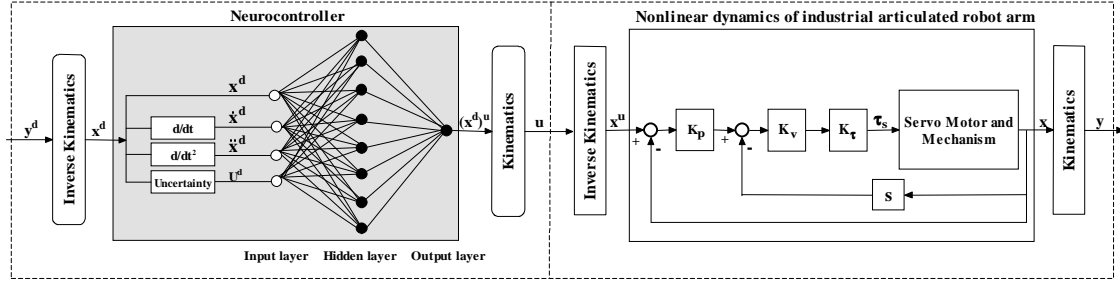 Neurocontroller
y^d
Inverse Kinematics
x^d
x^d
d/dt
ẋ^d
d/dt²
ẍ^d
Uncertainty
U^d
Input layer
Hidden layer
Output layer
(x^d)^u
Kinematics
u
Nonlinear dynamics of industrial articulated robot arm
Inverse Kinematics
x^u
+
-
K_p
+
-
K_v
K_τ
τ_s
Servo Motor and
Mechanism
s
x
Kinematics
y